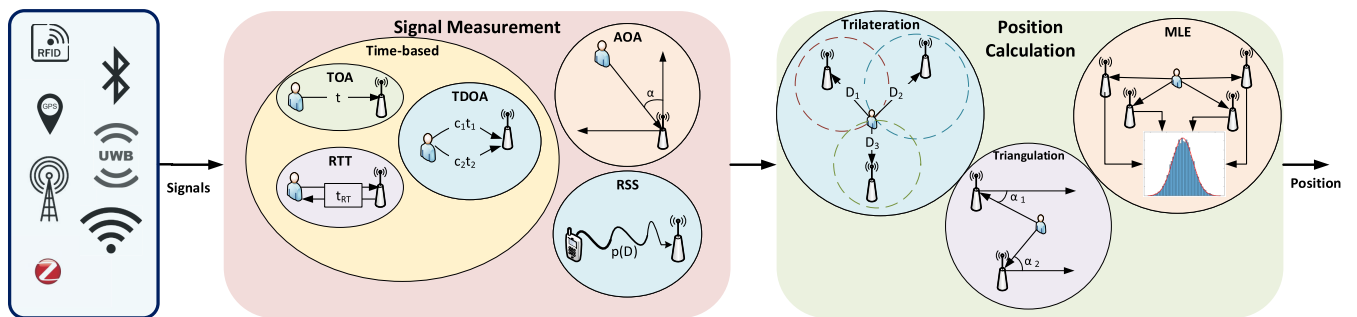 RFID
GPS
UWB
Z
Signals
Signal Measurement
Time-based
TOA
t
TDOA
c₁t₁
c₂t₂
RTT
tRT
AOA
α
RSS
p(D)
Position
Calculation
Trilateration
D₁
D₂
D₃
Triangulation
α 1
α 2
MLE
Position